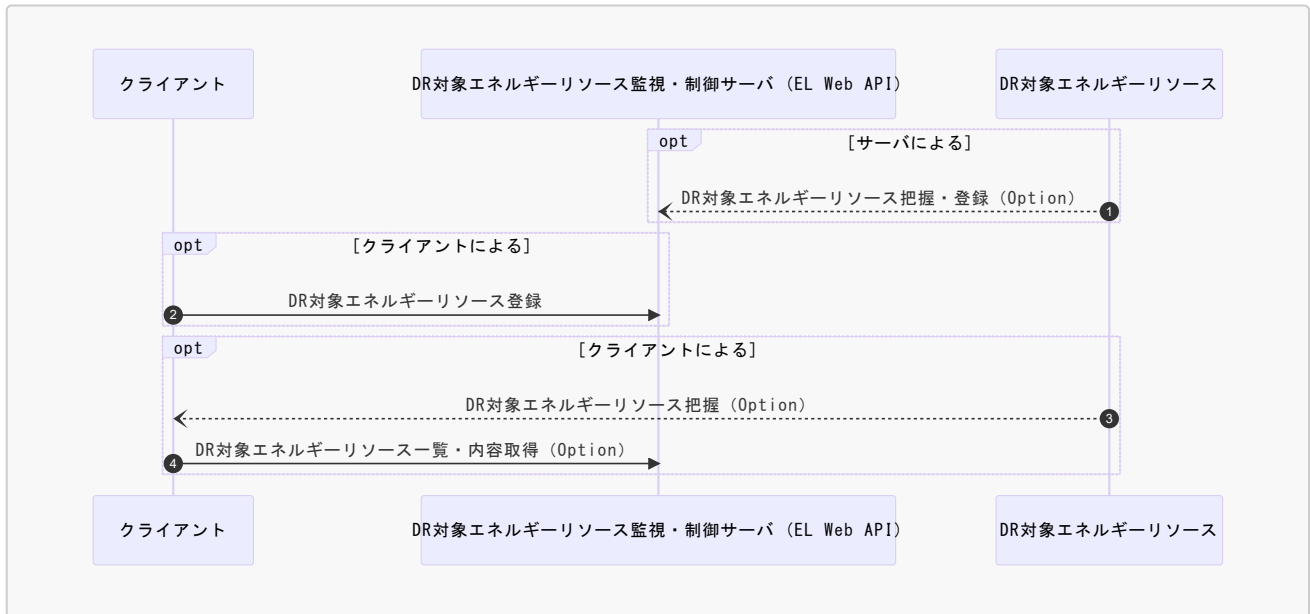 クライアント
DR対象エネルギーリソース監視・制御サーバ (EL Web API)
DR対象エネルギーリソース
opt
[サーバによる]
DR対象エネルギーリソース把握・登録 (Option)
1
opt
[クライアントによる]
DR対象エネルギーリソース登録
2
opt
[クライアントによる]
DR対象エネルギーリソース把握 (Option)
3
DR対象エネルギーリソース一覧・内容取得 (Option)
4
クライアント
DR対象エネルギーリソース監視・制御サーバ (EL Web API)
DR対象エネルギーリソース